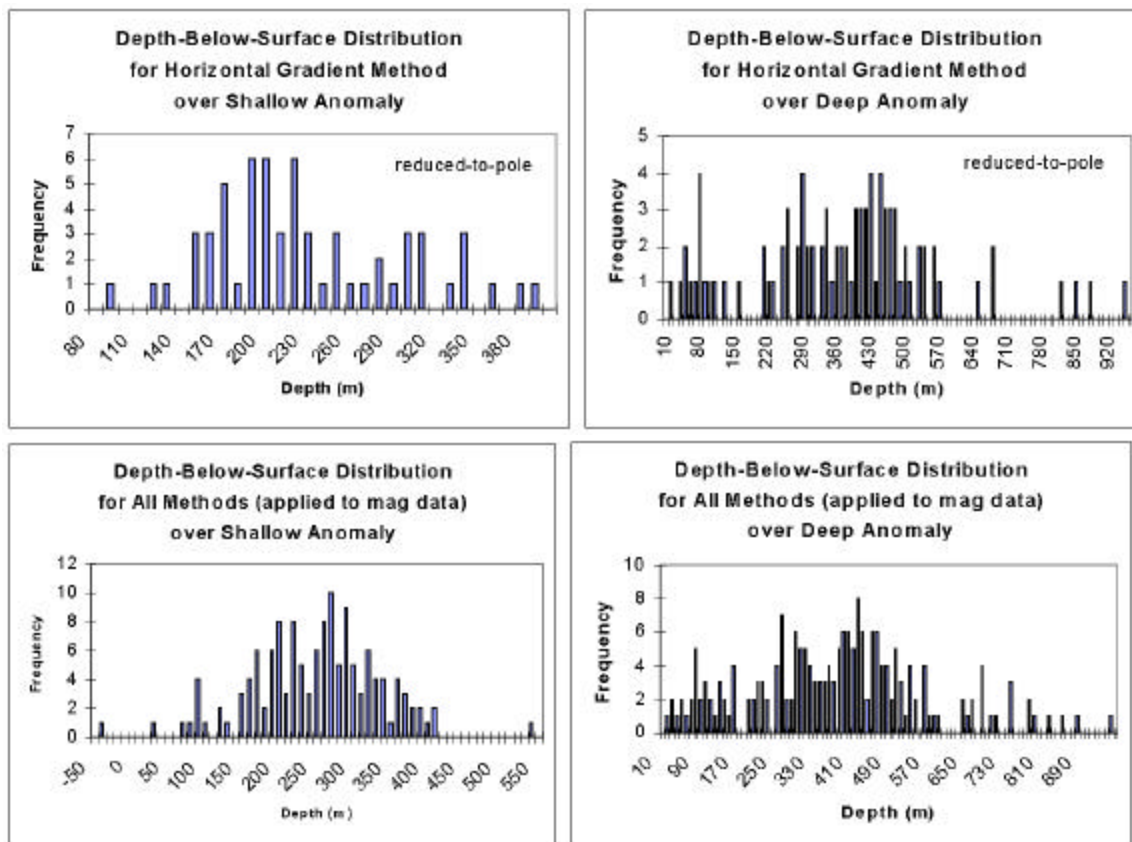 Depth-Below-Surface Distribution
for Horizontal Gradient Method
over Shallow Anomaly
reduced-to-pole
7
6
5
4
3
2
1
0
Frequency
80 110 140 170 200 230 260 290 320 350 380
Depth (m)
Depth-Below-Surface Distribution
for Horizontal Gradient Method
over Deep Anomaly
reduced-to-pole
5
4
3
2
1
0
Frequency
10 80 150 220 290 360 430 500 570 640 710 780 850 920
Depth (m)
Depth-Below-Surface Distribution
for All Methods (applied to mag data)
over Shallow Anomaly
12
10
8
6
4
2
0
Frequency
-50 0 50 100 150 200 250 300 350 400 450 500 550
Depth (m)
Depth-Below-Surface Distribution
for All Methods (applied to mag data)
over Deep Anomaly
10
8
6
4
2
0
Frequency
10 90 170 250 330 410 490 570 650 730 810 890
Depth (m)